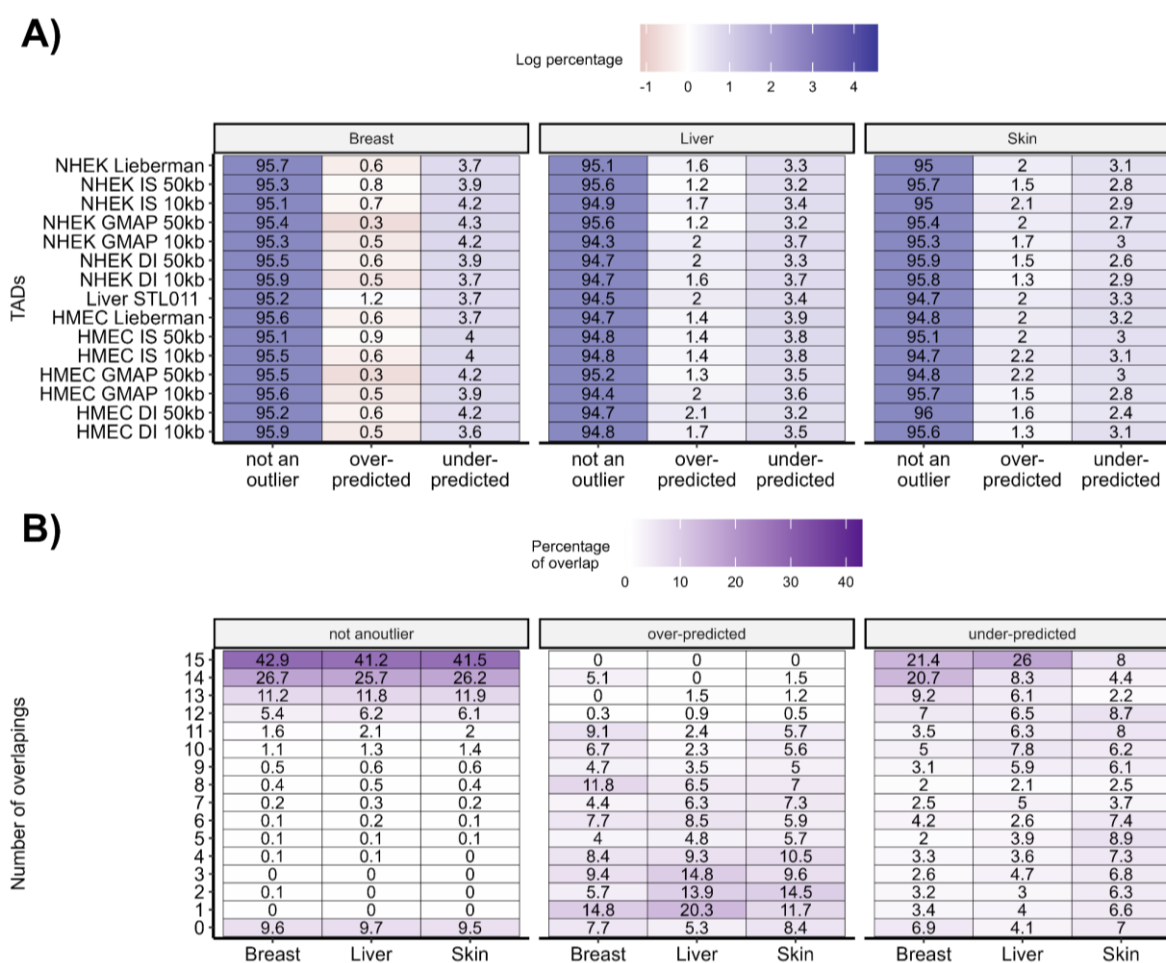 A)
Log percentage
-1 0 1 2 3 4
Breast Liver Skin
TADs
NHEK Lieberman 95.7 0.6 3.7 95.1 1.6 3.3 95 2 3.1
NHEK IS 50kb 95.3 0.8 3.9 95.6 1.2 3.2 95.7 1.5 2.8
NHEK IS 10kb 95.1 0.7 4.2 94.9 1.7 3.4 95 2.1 2.9
NHEK GMAP 50kb 95.4 0.3 4.3 95.6 1.2 3.2 95.4 2 2.7
NHEK GMAP 10kb 95.3 0.5 4.2 94.3 2 3.7 95.3 1.7 3
NHEK DI 50kb 95.5 0.6 3.9 94.7 2 3.3 95.9 1.5 2.6
NHEK DI 10kb 95.9 0.5 3.7 94.7 1.6 3.7 95.8 1.3 2.9
Liver STL011 95.2 1.2 3.7 94.5 2 3.4 94.7 2 3.3
HMEC Lieberman 95.6 0.6 3.7 94.7 1.4 3.9 94.8 2 3.2
HMEC IS 50kb 95.1 0.9 4 94.8 1.4 3.8 95.1 2 3
HMEC IS 10kb 95.5 0.6 4 94.8 1.4 3.8 94.7 2.2 3.1
HMEC GMAP 50kb 95.5 0.3 4.2 95.2 1.3 3.5 94.8 2.2 3
HMEC GMAP 10kb 95.6 0.5 3.9 94.4 2 3.6 95.7 1.5 2.8
HMEC DI 50kb 95.2 0.6 4.2 94.7 2.1 3.2 96 1.6 2.4
HMEC DI 10kb 95.9 0.5 3.6 94.8 1.7 3.5 95.6 1.3 3.1
not an over- under- not an over- under- not an over- under-
outlier predicted predicted outlier predicted predicted outlier predicted predicted
B)
Percentage
of overlap
0 10 20 30 40
not anoutlier over-predicted under-predicted
Number of overlapings
15 42.9 41.2 41.5 0 0 0 21.4 26 8
14 26.7 25.7 26.2 5.1 0 1.5 20.7 8.3 4.4
13 11.2 11.8 11.9 0 1.5 1.2 9.2 6.1 2.2
12 5.4 6.2 6.1 0.3 0.9 0.5 7 6.5 8.7
11 1.6 2.1 2 9.1 2.4 5.7 3.5 6.3 8
10 1.1 1.3 1.4 6.7 2.3 5.6 5 7.8 6.2
9 0.5 0.6 0.6 4.7 3.5 5 3.1 5.9 6.1
8 0.4 0.5 0.4 11.8 6.5 7 2 2.1 2.5
7 0.2 0.3 0.2 4.4 6.3 7.3 2.5 5 3.7
6 0.1 0.2 0.1 7.7 8.5 5.9 4.2 2.6 7.4
5 0.1 0.1 0.1 4 4.8 5.7 2 3.9 8.9
4 0.1 0.1 0 8.4 9.3 10.5 3.3 3.6 7.3
3 0 0 0 9.4 14.8 9.6 2.6 4.7 6.8
2 0.1 0 0 5.7 13.9 14.5 3.2 3 6.3
1 0 0 0 14.8 20.3 11.7 3.4 4 6.6
0 9.6 9.7 9.5 7.7 5.3 8.4 6.9 4.1 7
Breast Liver Skin Breast Liver Skin Breast Liver Skin